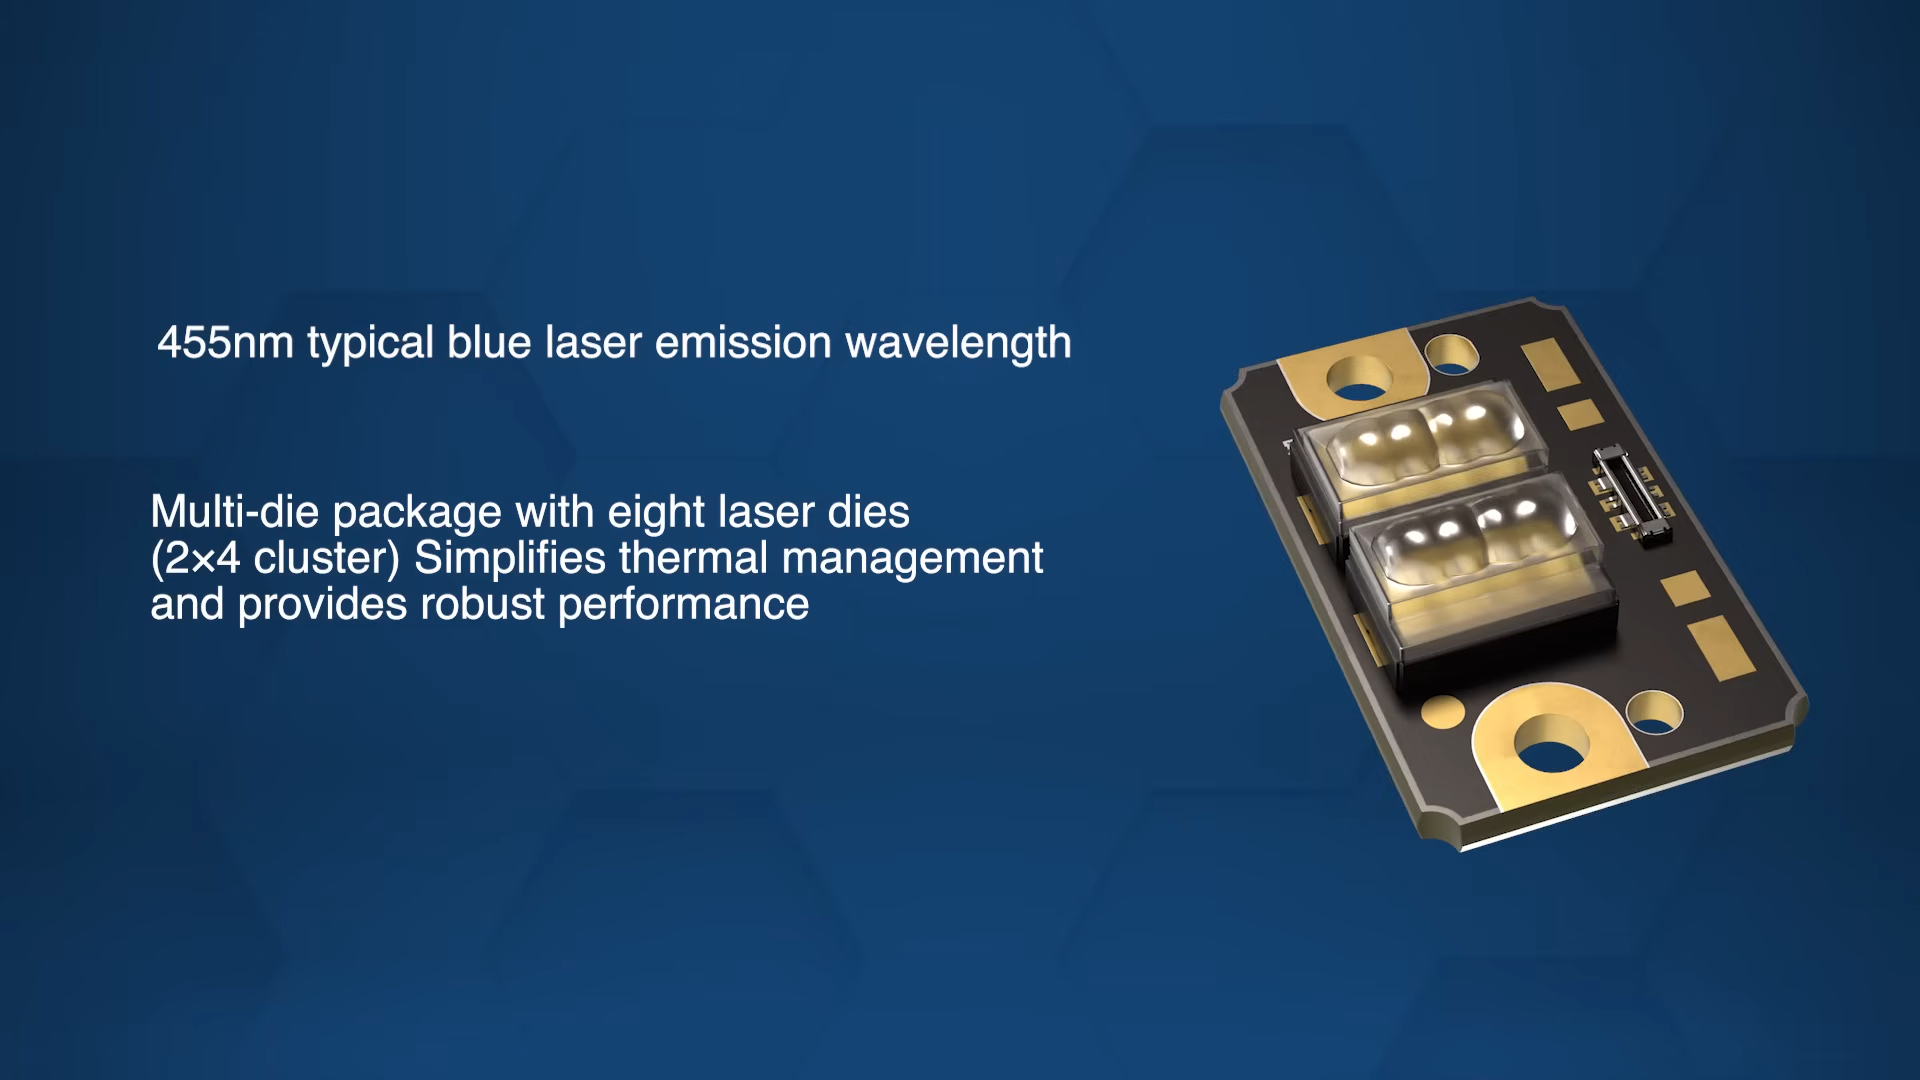 455nm typical blue laser emission wavelength
Multi-die package with eight laser dies
(2×4 cluster) Simplifies thermal management
and provides robust performance